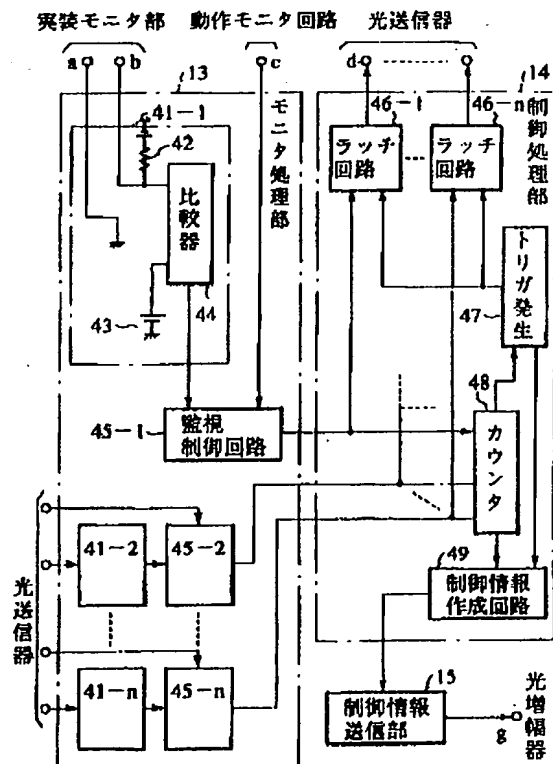 実装モニタ部 動作モニタ回路 光送信器
a b c d
13
14
41-1
42
比較器
43
44
モニタ処理部
46-1
46-n
ラッチ回路
ラッチ回路
制御処理部
トリガ発生
47
48
カウンタ
45-1
監視制御回路
光送信器
41-2
45-2
41-n
45-n
49
制御情報作成回路
15
制御情報送信部
g
光増幅器